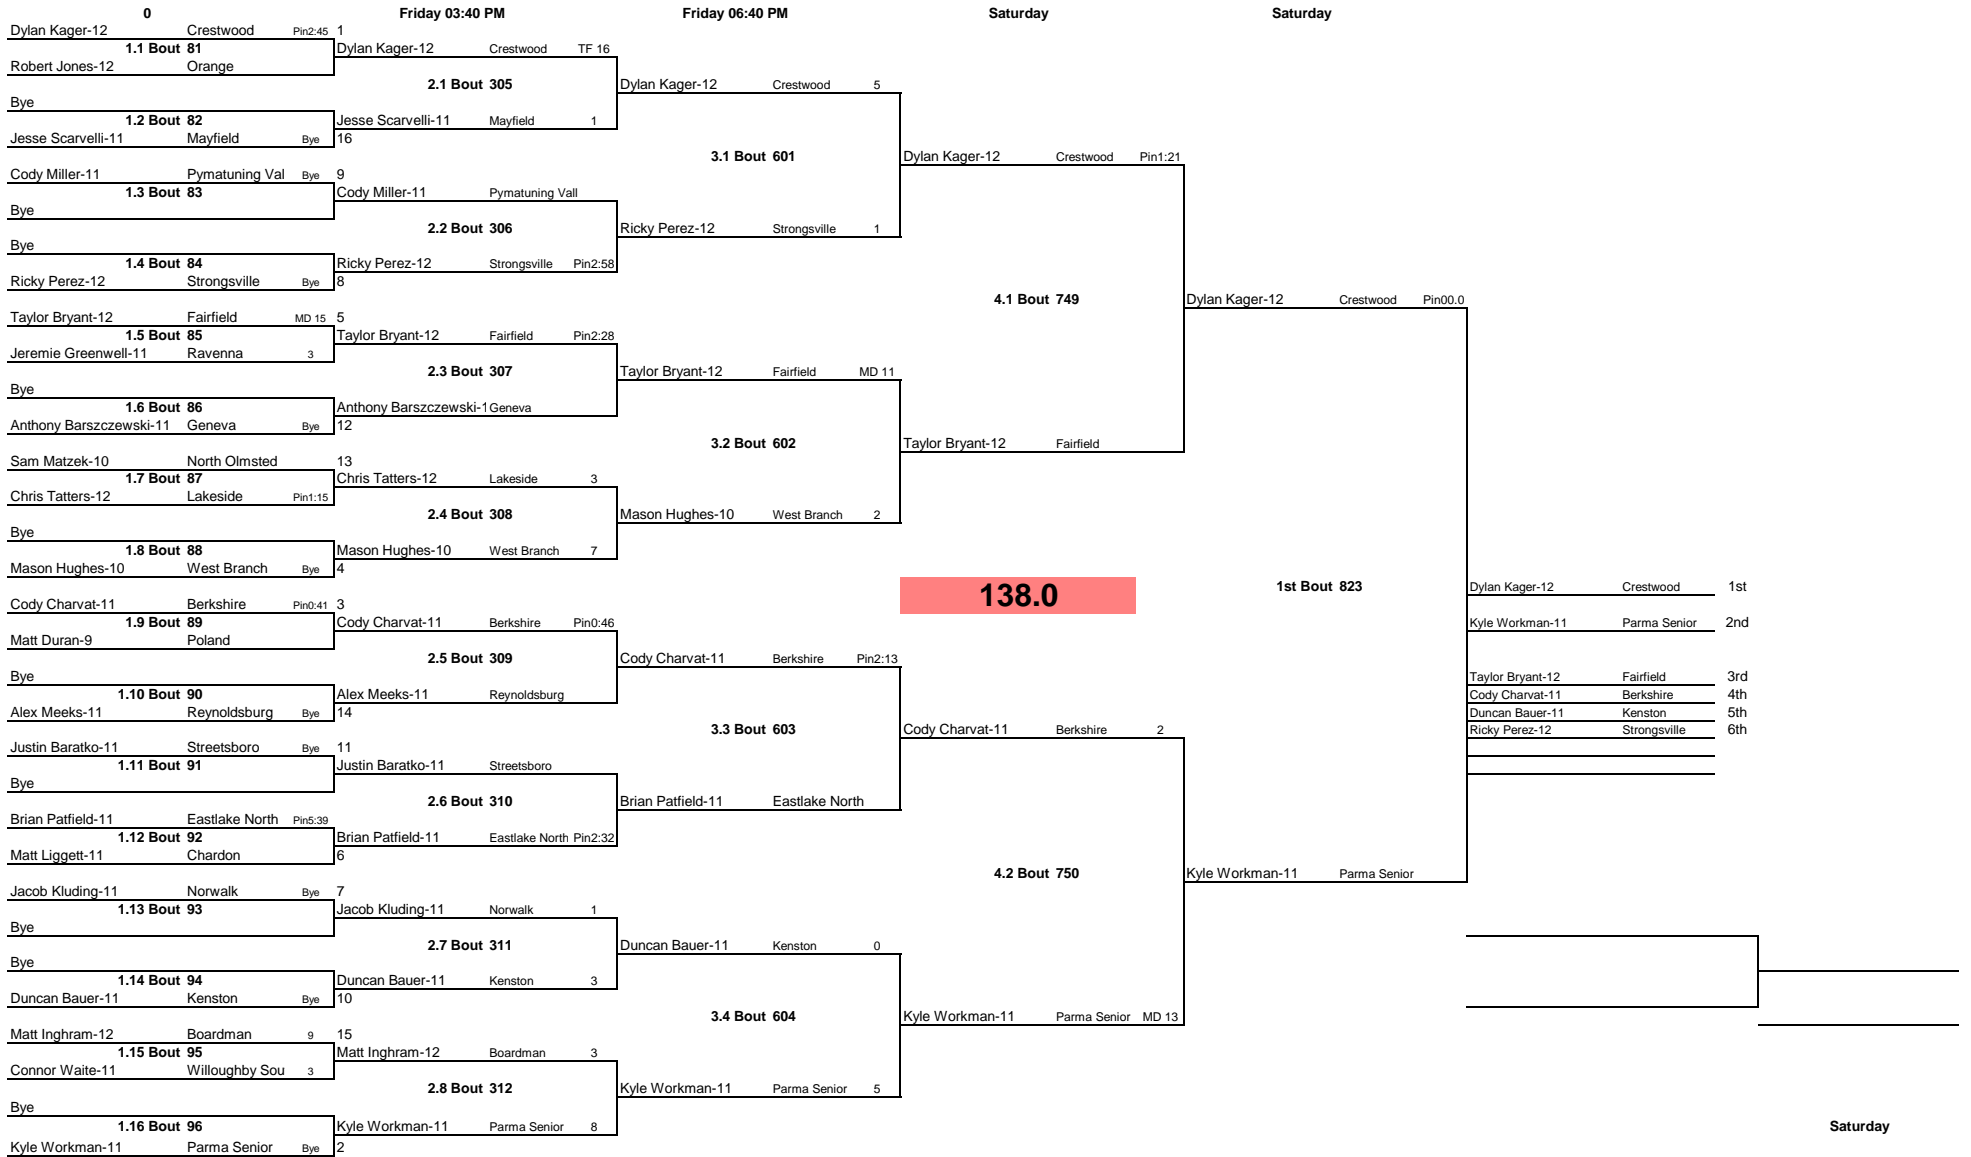 0 Friday 03:40 PM Friday 06:40 PM Saturday Saturday
Dylan Kager-12 Crestwood Pin2:45 1
1.1 Bout 81 Dylan Kager-12 Crestwood TF 16
Robert Jones-12 Orange
2.1 Bout 305 Dylan Kager-12 Crestwood 5
Bye
1.2 Bout 82 Jesse Scarvelli-11 Mayfield 1
Jesse Scarvelli-11 Mayfield Bye 16
3.1 Bout 601 Dylan Kager-12 Crestwood Pin1:21
Cody Miller-11 Pymatuning Val Bye 9
1.3 Bout 83 Cody Miller-11 Pymatuning Vall
Bye
2.2 Bout 306 Ricky Perez-12 Strongsville 1
Bye
1.4 Bout 84 Ricky Perez-12 Strongsville Pin2:58
Ricky Perez-12 Strongsville Bye 8
4.1 Bout 749 Dylan Kager-12 Crestwood Pin00.0
Taylor Bryant-12 Fairfield MD 15 5
1.5 Bout 85 Taylor Bryant-12 Fairfield Pin2:28
Jeremie Greenwell-11 Ravenna 3
2.3 Bout 307 Taylor Bryant-12 Fairfield MD 11
Bye
1.6 Bout 86 Anthony Barszczewski-1 Geneva
Anthony Barszczewski-11 Geneva Bye 12
3.2 Bout 602 Taylor Bryant-12 Fairfield
Sam Matzek-10 North Olmsted 13
1.7 Bout 87 Chris Tatters-12 Lakeside 3
Chris Tatters-12 Lakeside Pin1:15
2.4 Bout 308 Mason Hughes-10 West Branch 2
Bye
1.8 Bout 88 Mason Hughes-10 West Branch 7
Mason Hughes-10 West Branch Bye 4
138.0 1st Bout 823 Dylan Kager-12 Crestwood 1st
Cody Charvat-11 Berkshire Pin0:41 3
1.9 Bout 89 Cody Charvat-11 Berkshire Pin0:46 Kyle Workman-11 Parma Senior 2nd
Matt Duran-9 Poland
2.5 Bout 309 Cody Charvat-11 Berkshire Pin2:13
Bye Taylor Bryant-12 Fairfield 3rd
1.10 Bout 90 Alex Meeks-11 Reynoldsburg Cody Charvat-11 Berkshire 4th
Alex Meeks-11 Reynoldsburg Bye 14 Duncan Bauer-11 Kenston 5th
3.3 Bout 603 Cody Charvat-11 Berkshire 2 Ricky Perez-12 Strongsville 6th
Justin Baratko-11 Streetsboro Bye 11
1.11 Bout 91 Justin Baratko-11 Streetsboro
Bye
2.6 Bout 310 Brian Patfield-11 Eastlake North
Brian Patfield-11 Eastlake North Pin5:39
1.12 Bout 92 Brian Patfield-11 Eastlake North Pin2:32
Matt Liggett-11 Chardon 6
4.2 Bout 750 Kyle Workman-11 Parma Senior
Jacob Kluding-11 Norwalk Bye 7
1.13 Bout 93 Jacob Kluding-11 Norwalk 1
Bye
2.7 Bout 311 Duncan Bauer-11 Kenston 0
Bye
1.14 Bout 94 Duncan Bauer-11 Kenston 3
Duncan Bauer-11 Kenston Bye 10
3.4 Bout 604 Kyle Workman-11 Parma Senior MD 13
Matt Inghram-12 Boardman 9 15
1.15 Bout 95 Matt Inghram-12 Boardman 3
Connor Waite-11 Willoughby Sou 3
2.8 Bout 312 Kyle Workman-11 Parma Senior 5
Bye
1.16 Bout 96 Kyle Workman-11 Parma Senior 8 Saturday
Kyle Workman-11 Parma Senior Bye 2